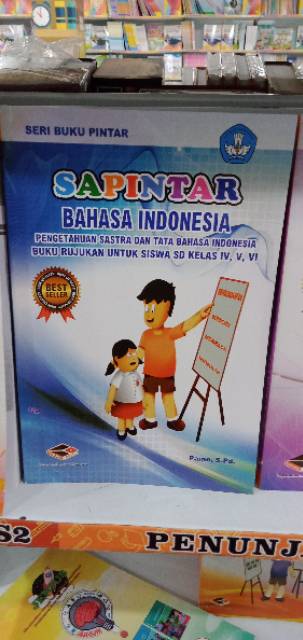 SERI BUKU PINTAR
SAPINTAR
BAHASA INDONESIA
PENGETAHUAN SASTRA DAN TATA BAHASA INDONESIA
BUKU RUJUKAN UNTUK SISWA SD KELAS IV, V, VI
BEST
SELLER
S2
PENUNJ